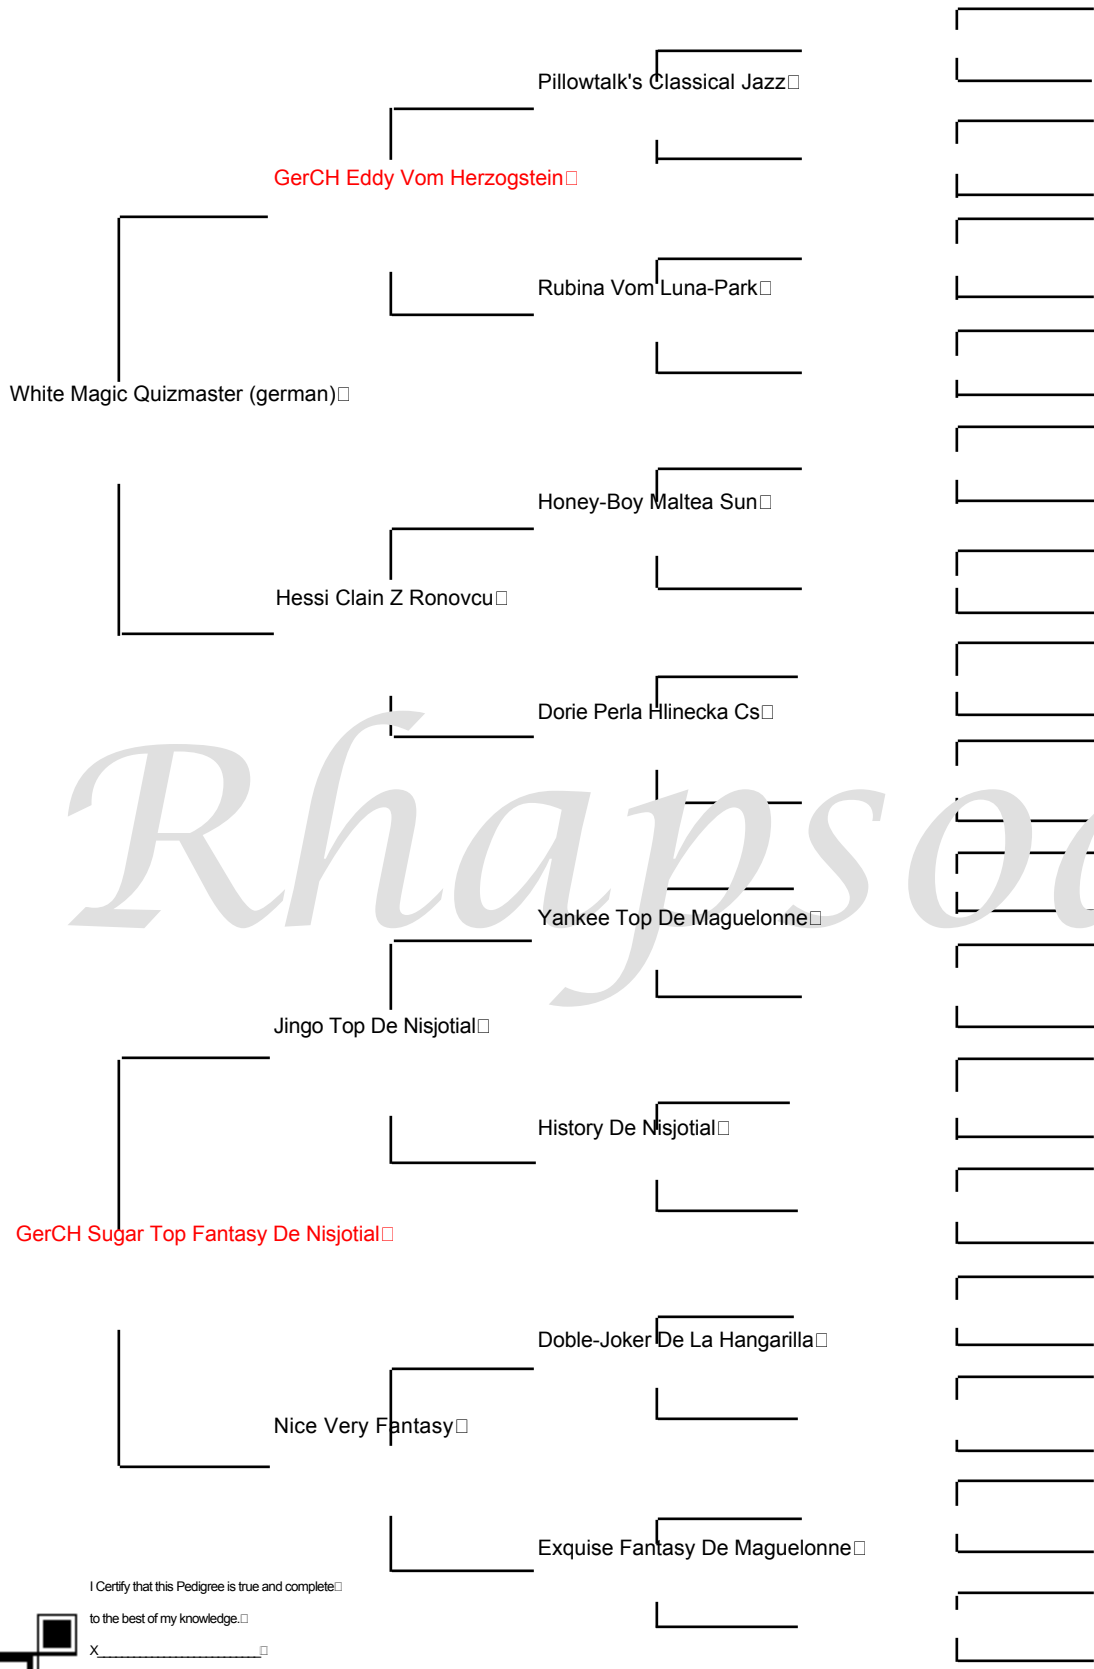 Pillowtalk's Classical Jazz
GerCH Eddy Vom Herzogstein
Rubina Vom Luna-Park
White Magic Quizmaster (german)
Honey-Boy Maltea Sun
Hessi Clain Z Ronovcu
Dorie Perla Hlinecka Cs
Rhapso
Yankee Top De Maguelonne
Jingo Top De Nisjotial
History De Nisjotial
GerCH Sugar Top Fantasy De Nisjotial
Doble-Joker De La Hangarilla
Nice Very Fantasy
Exquise Fantasy De Maguelonne
I Certify that this Pedigree is true and complete
to the best of my knowledge.
X__________________________